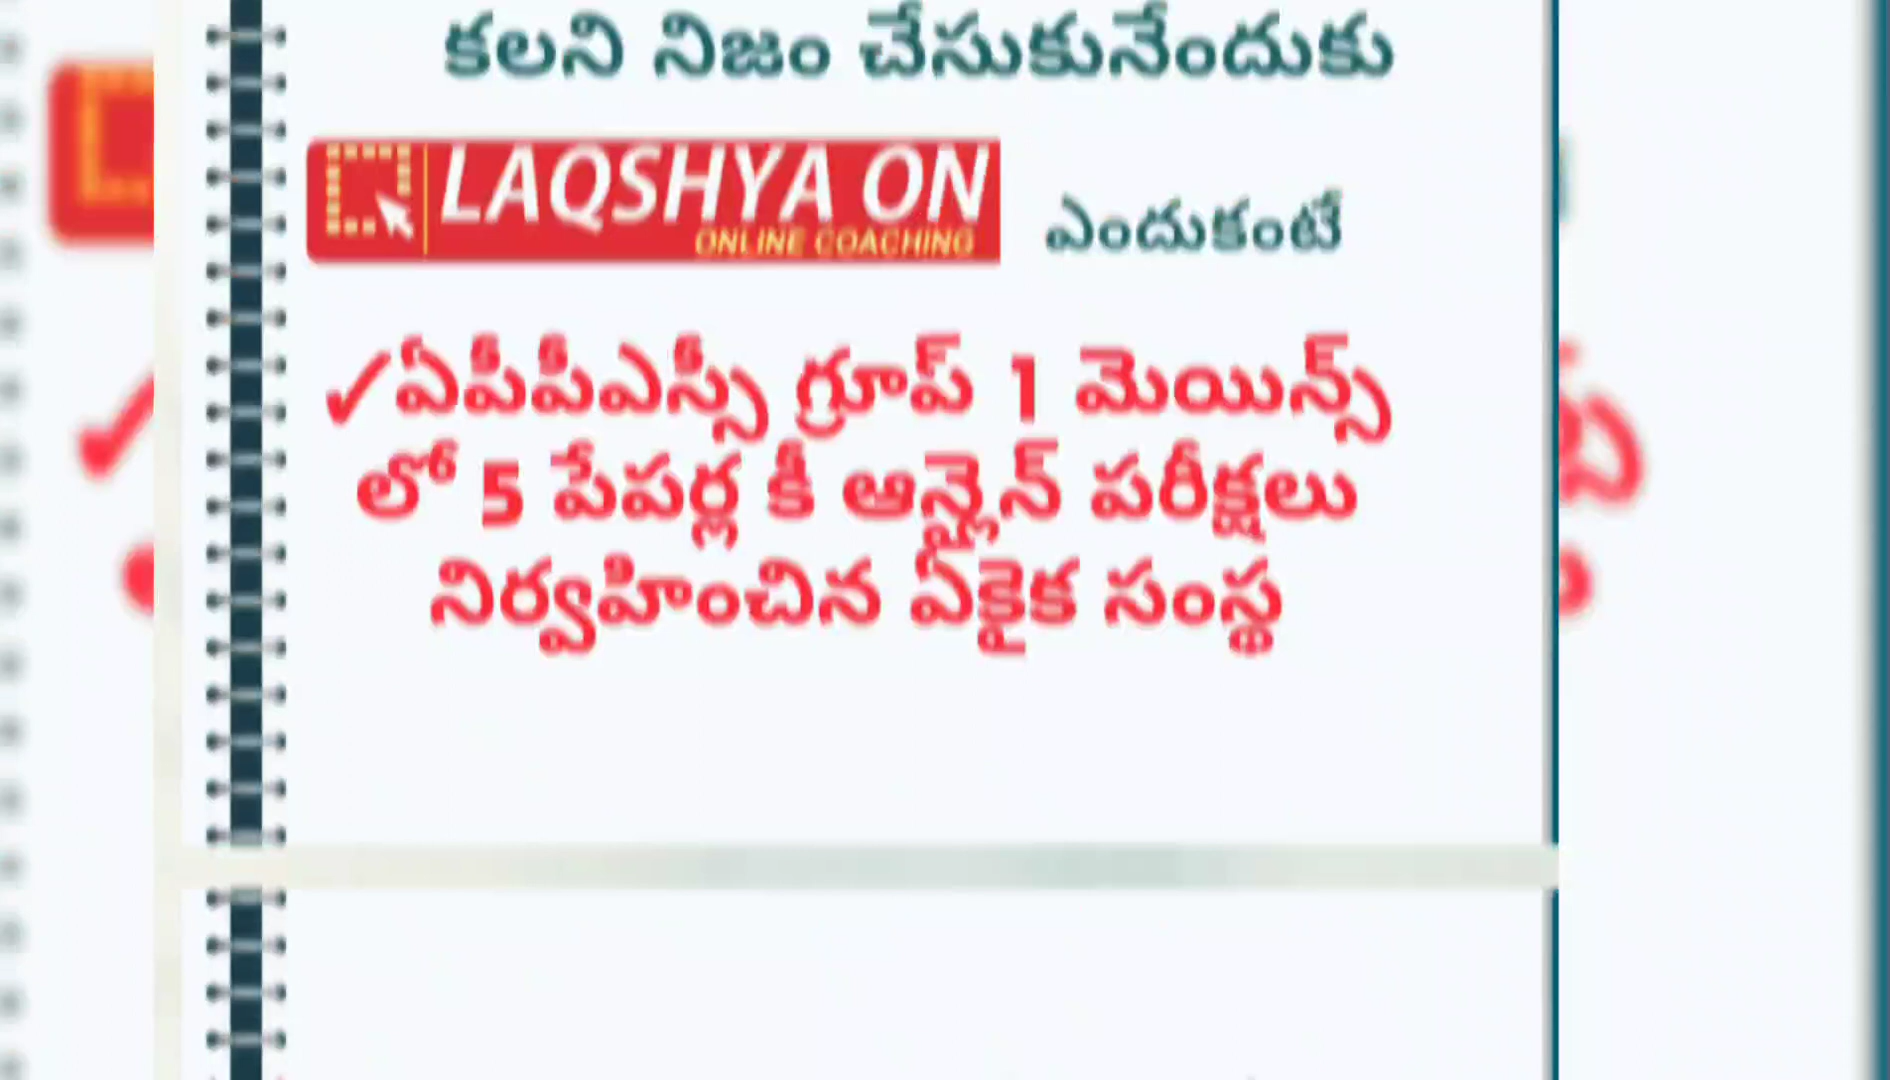 కలని నిజం చేసుకునేందుకు
LAQSHYA ON
ONLINE COACHING
ఎందుకంటే
✓ఏపీపీఎస్సీ గ్రూప్ 1 మెయిన్స్
లో 5 పేపర్ల కీ ఆన్లైన్ పరీక్షలు
నిర్వహించిన ఏకైక సంస్థ